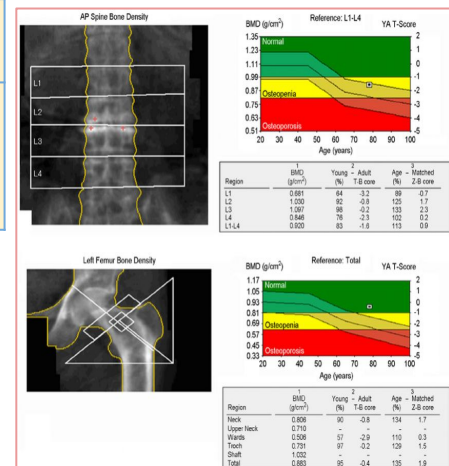 AP Spine Bone Density
L1
L2
L3
L4
BMD (g/cm²) Reference: L1-L4 YA T-Score
1.35 2
1.23 1
1.11 0
0.99 -1
0.87 -2
0.75 -3
0.63 -4
0.51 -5
Normal
Osteopenia
Osteoporosis
20 30 40 50 60 70 80 90 100
Age (years)
1 2 3
BMD Young - Adult Age - Matched
Region (g/cm²) (%) T-B core (%) Z-B core
L1 0.681 64 -3.2 89 -0.7
L2 1.030 92 -0.8 125 1.7
L3 1.097 98 -0.2 133 2.3
L4 0.846 76 -2.3 102 0.2
L1-L4 0.920 83 -1.6 113 0.9
Left Femur Bone Density
BMD (g/cm²) Reference: Total YA T-Score
1.17 2
1.05 1
0.93 0
0.81 -1
0.69 -2
0.57 -3
0.45 -4
0.33 -5
Normal
Osteopenia
Osteoporosis
20 30 40 50 60 70 80 90 100
Age (years)
1 2 3
BMD Young - Adult Age - Matched
Region (g/cm²) (%) T-B core (%) Z-B core
Neck 0.806 90 -0.8 134 1.7
Upper Neck 0.710 - - - -
Wards 0.506 57 -2.9 110 0.3
Troch 0.731 97 -0.2 129 1.5
Shaft 1.032 - - - -
Total 0.883 95 -0.4 135 1.9